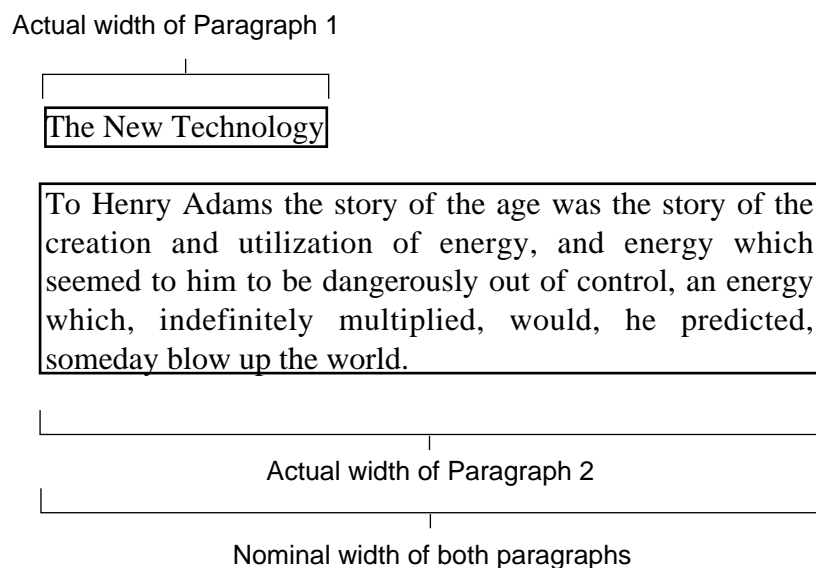 Actual width of Paragraph 1
The New Technology
To Henry Adams the story of the age was the story of the
creation and utilization of energy, and energy which
seemed to him to be dangerously out of control, an energy
which, indefinitely multiplied, would, he predicted,
someday blow up the world.
Actual width of Paragraph 2
Nominal width of both paragraphs